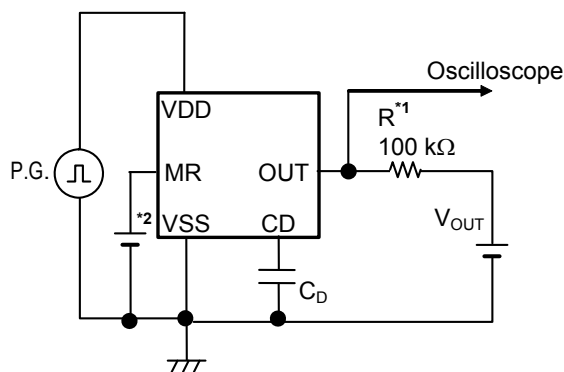 Oscilloscope
VDD
R*1
100 kΩ
P.G.
MR
OUT
*2
VSS
CD
VOUT
CD